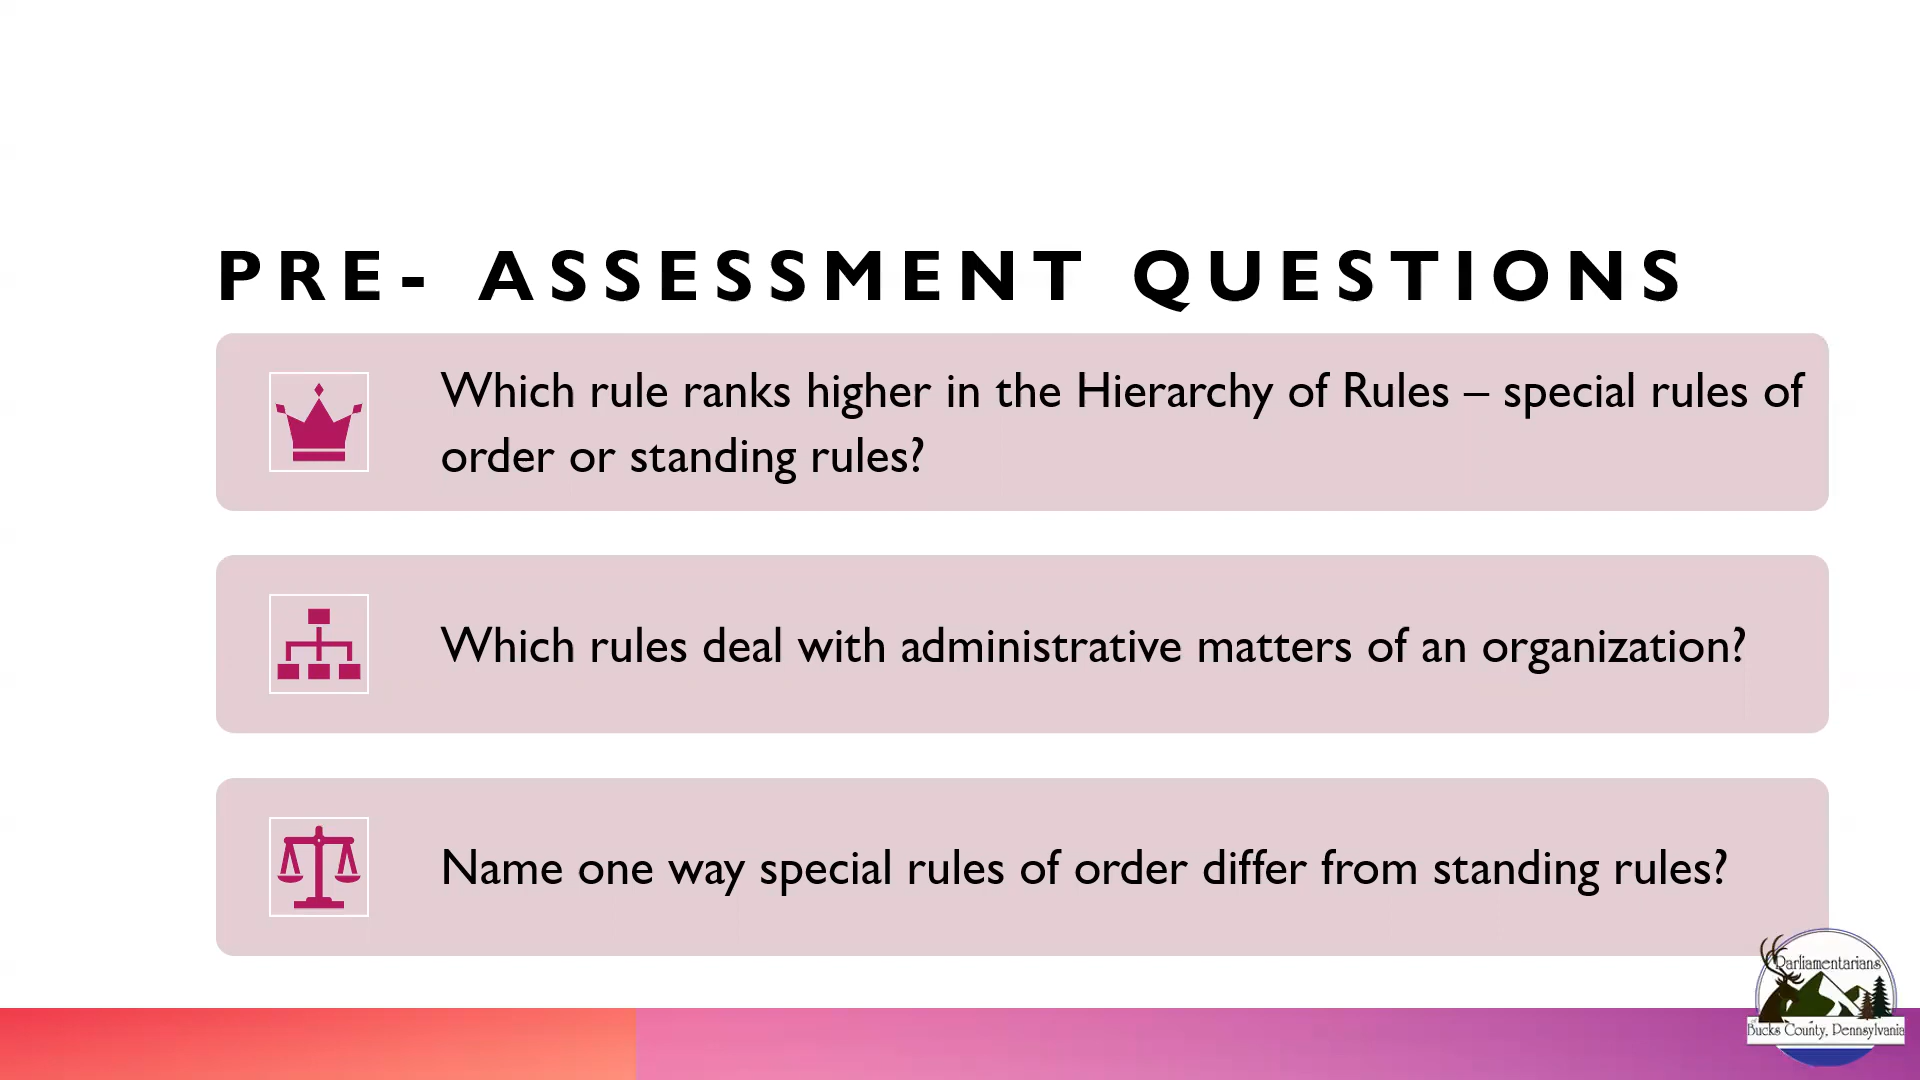 PRE- ASSESSMENT QUESTIONS
Which rule ranks higher in the Hierarchy of Rules – special rules of
order or standing rules?
Which rules deal with administrative matters of an organization?
Name one way special rules of order differ from standing rules?
Parliamentarians
Bucks County, Pennsylvania